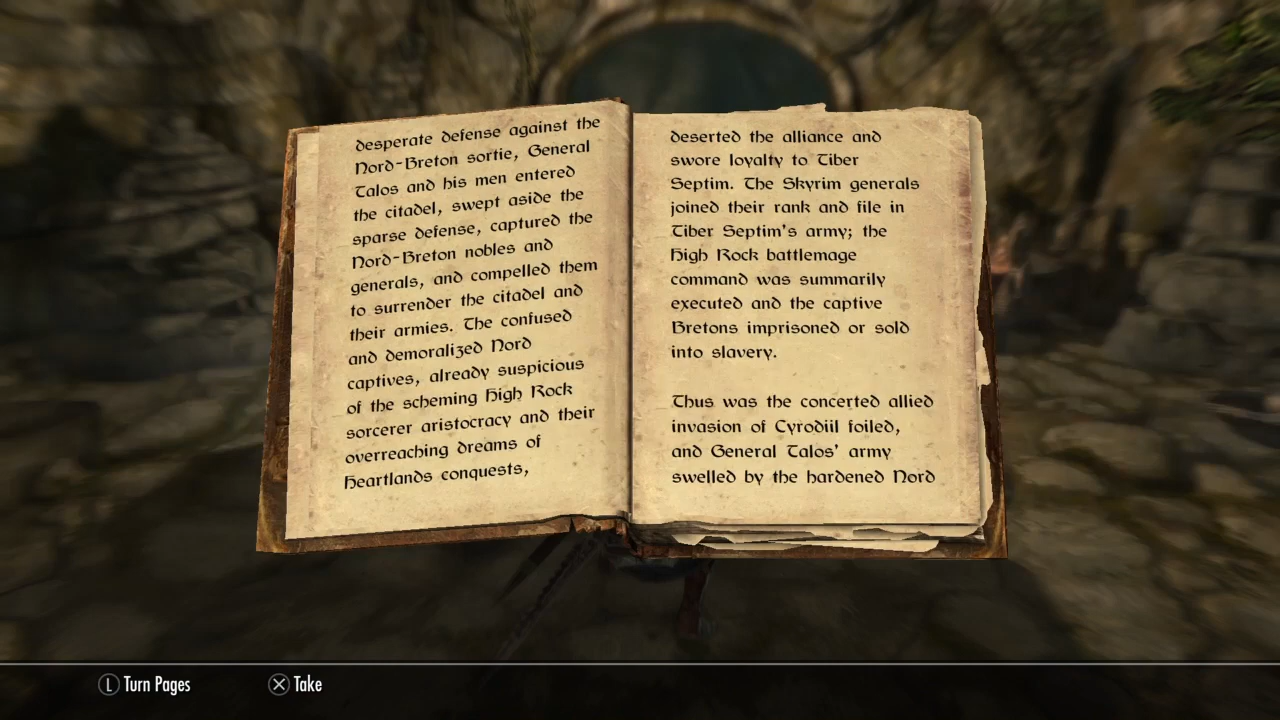 desperate defense against the
Nord-Breton sortie, General
Talos and his men entered
the citadel, swept aside the
sparse defense, captured the
Nord-Breton nobles and
generals, and compelled them
to surrender the citadel and
their armies. The confused
and demoralized Nord
captives, already suspicious
of the scheming High Rock
sorcerer aristocracy and their
overreaching dreams of
Heartlands conquests,
deserted the alliance and
swore loyalty to Tiber
Septim. The Skyrim generals
joined their rank and file in
Tiber Septim's army; the
High Rock battlemage
command was summarily
executed and the captive
Bretons imprisoned or sold
into slavery.
Thus was the concerted allied
invasion of Cyrodiil foiled,
and General Talos' army
swelled by the hardened Nord
L Turn Pages
X Take